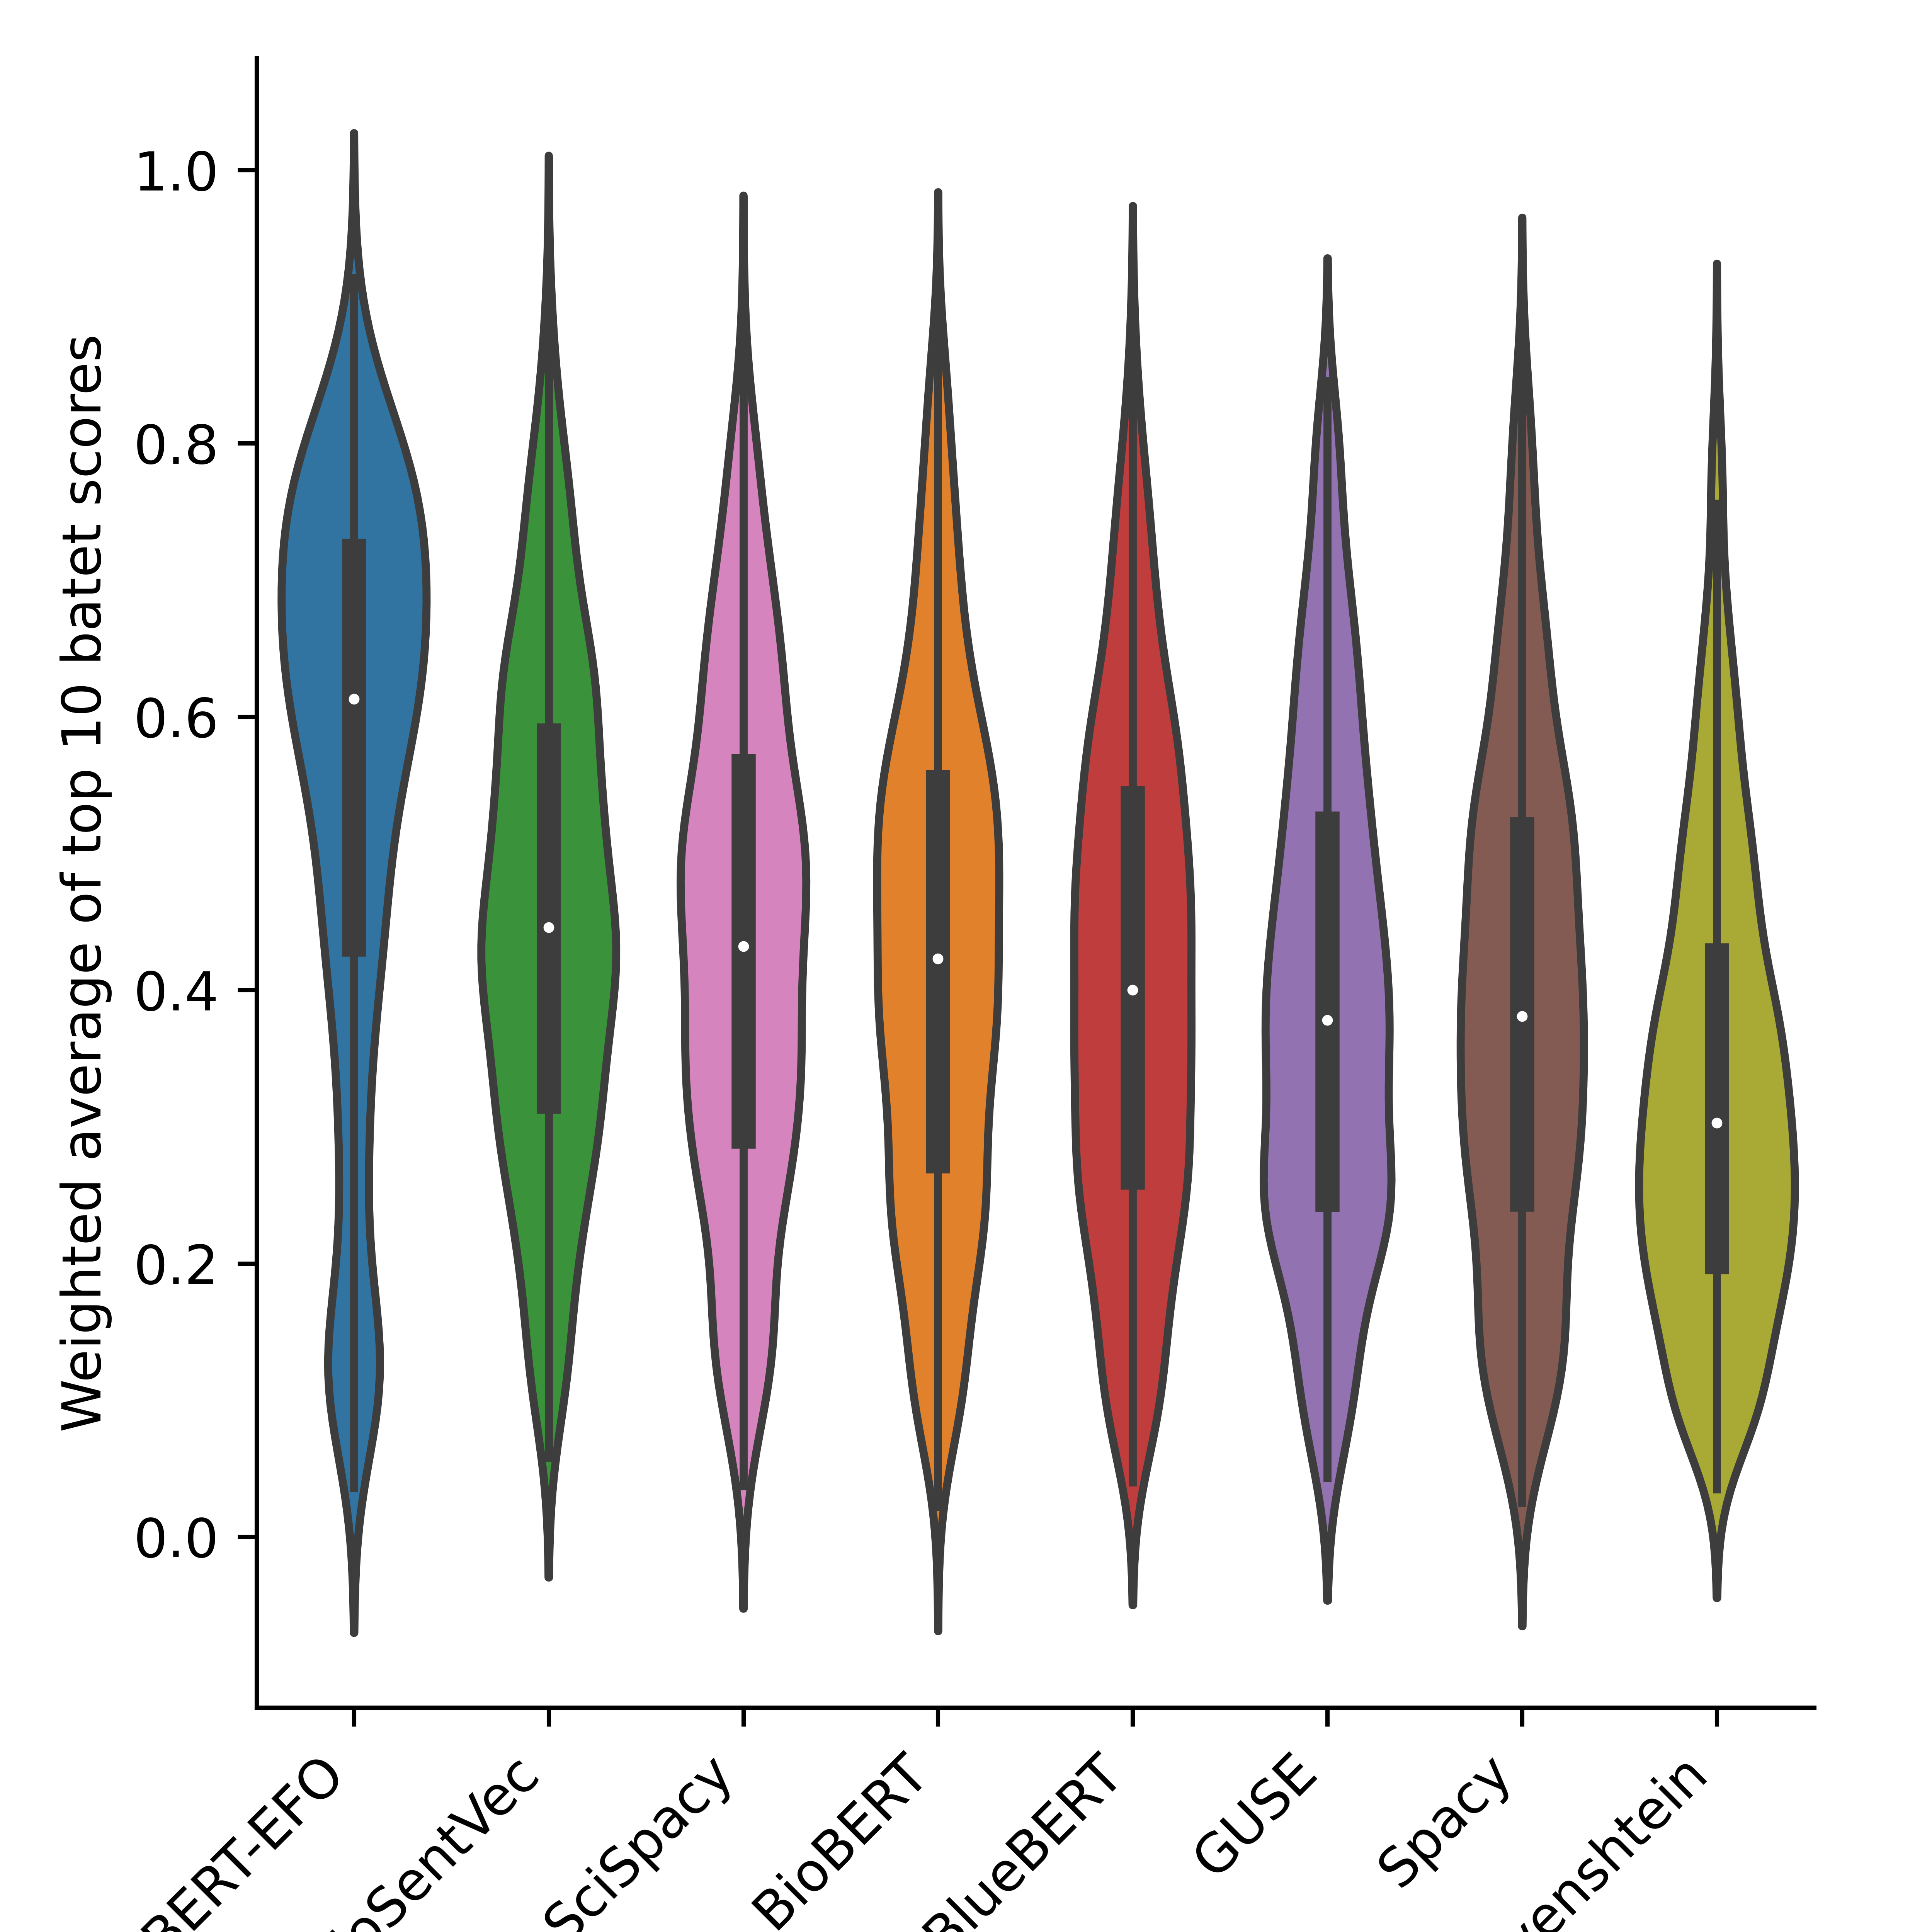 Weighted average of top 10 batet scores
1.0
0.8
0.6
0.4
0.2
0.0
SciSpacy
BioBERT
BlueBERT
GUSE
Spacy